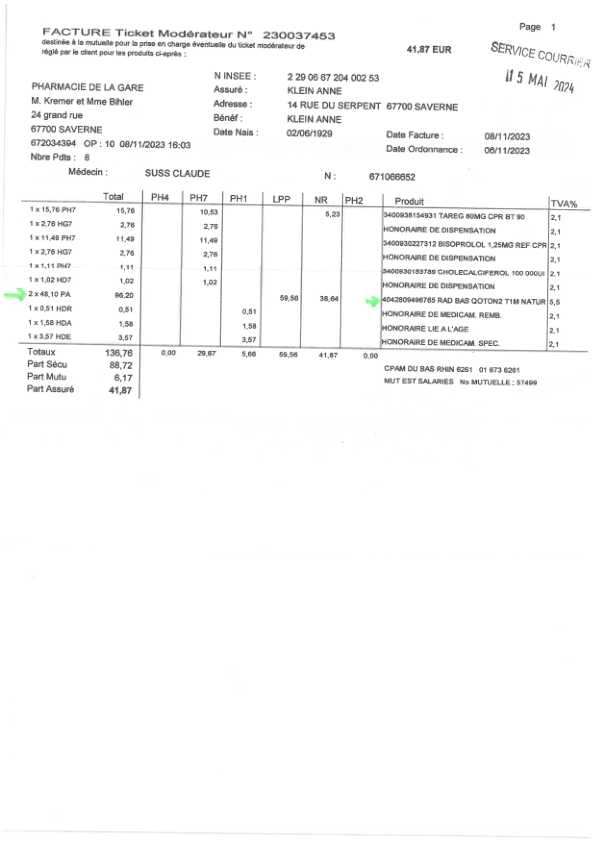 Page 1
FACTURE Ticket Modérateur N° 230037453
destinée à la mutuelle pour la prise en charge éventuelle du ticket modérateur de
réglé par le client pour les produits ci-après :
41,87 EUR
SERVICE COURRIER
15 MAI 2024
N INSEE : 2 29 06 67 204 002 53
PHARMACIE DE LA GARE
Assuré : KLEIN ANNE
M. Kremer et Mme Bihler
Adresse : 14 RUE DU SERPENT 67700 SAVERNE
24 grand rue
Bénéf : KLEIN ANNE
67700 SAVERNE
Date Nais : 02/06/1929
Date Facture : 08/11/2023
672034394 OP : 10 08/11/2023 16:03
Date Ordonnance : 06/11/2023
Nbre Pdts : 8
Médecin : SUSS CLAUDE N : 671066652
Total PH4 PH7 PH1 LPP NR PH2 Produit TVA%
1 x 15,76 PH7 15,76 10,53 5,23 3400938154931 TAREG 80MG CPR BT 90 2,1
1 x 2,76 HG7 2,76 2,76 HONORAIRE DE DISPENSATION 2,1
1 x 11,49 PH7 11,49 11,49 3400930227312 BISOPROLOL 1,25MG REF CPR 2,1
1 x 2,76 HG7 2,76 2,76 HONORAIRE DE DISPENSATION 2,1
1 x 1,11 PH7 1,11 1,11 3400930183789 CHOLECALCIFEROL 100 000UI 2,1
1 x 1,02 HD7 1,02 1,02 HONORAIRE DE DISPENSATION 2,1
2 x 48,10 PA 96,20 59,56 36,64 4042809496765 RAD BAS QOTON2 T1M NATUR 5,5
1 x 0,51 HDR 0,51 0,51 HONORAIRE DE MEDICAM. REMB. 2,1
1 x 1,58 HDA 1,58 1,58 HONORAIRE LIE A L'AGE 2,1
1 x 3,57 HDE 3,57 3,57 HONORAIRE DE MEDICAM. SPEC. 2,1
Totaux 136,76 0,00 29,67 5,66 59,56 41,87 0,00
Part Sécu 88,72
CPAM DU BAS RHIN 6251 01 673 6261
Part Mutu 6,17
MUT EST SALARIES No MUTUELLE : 57499
Part Assuré 41,87